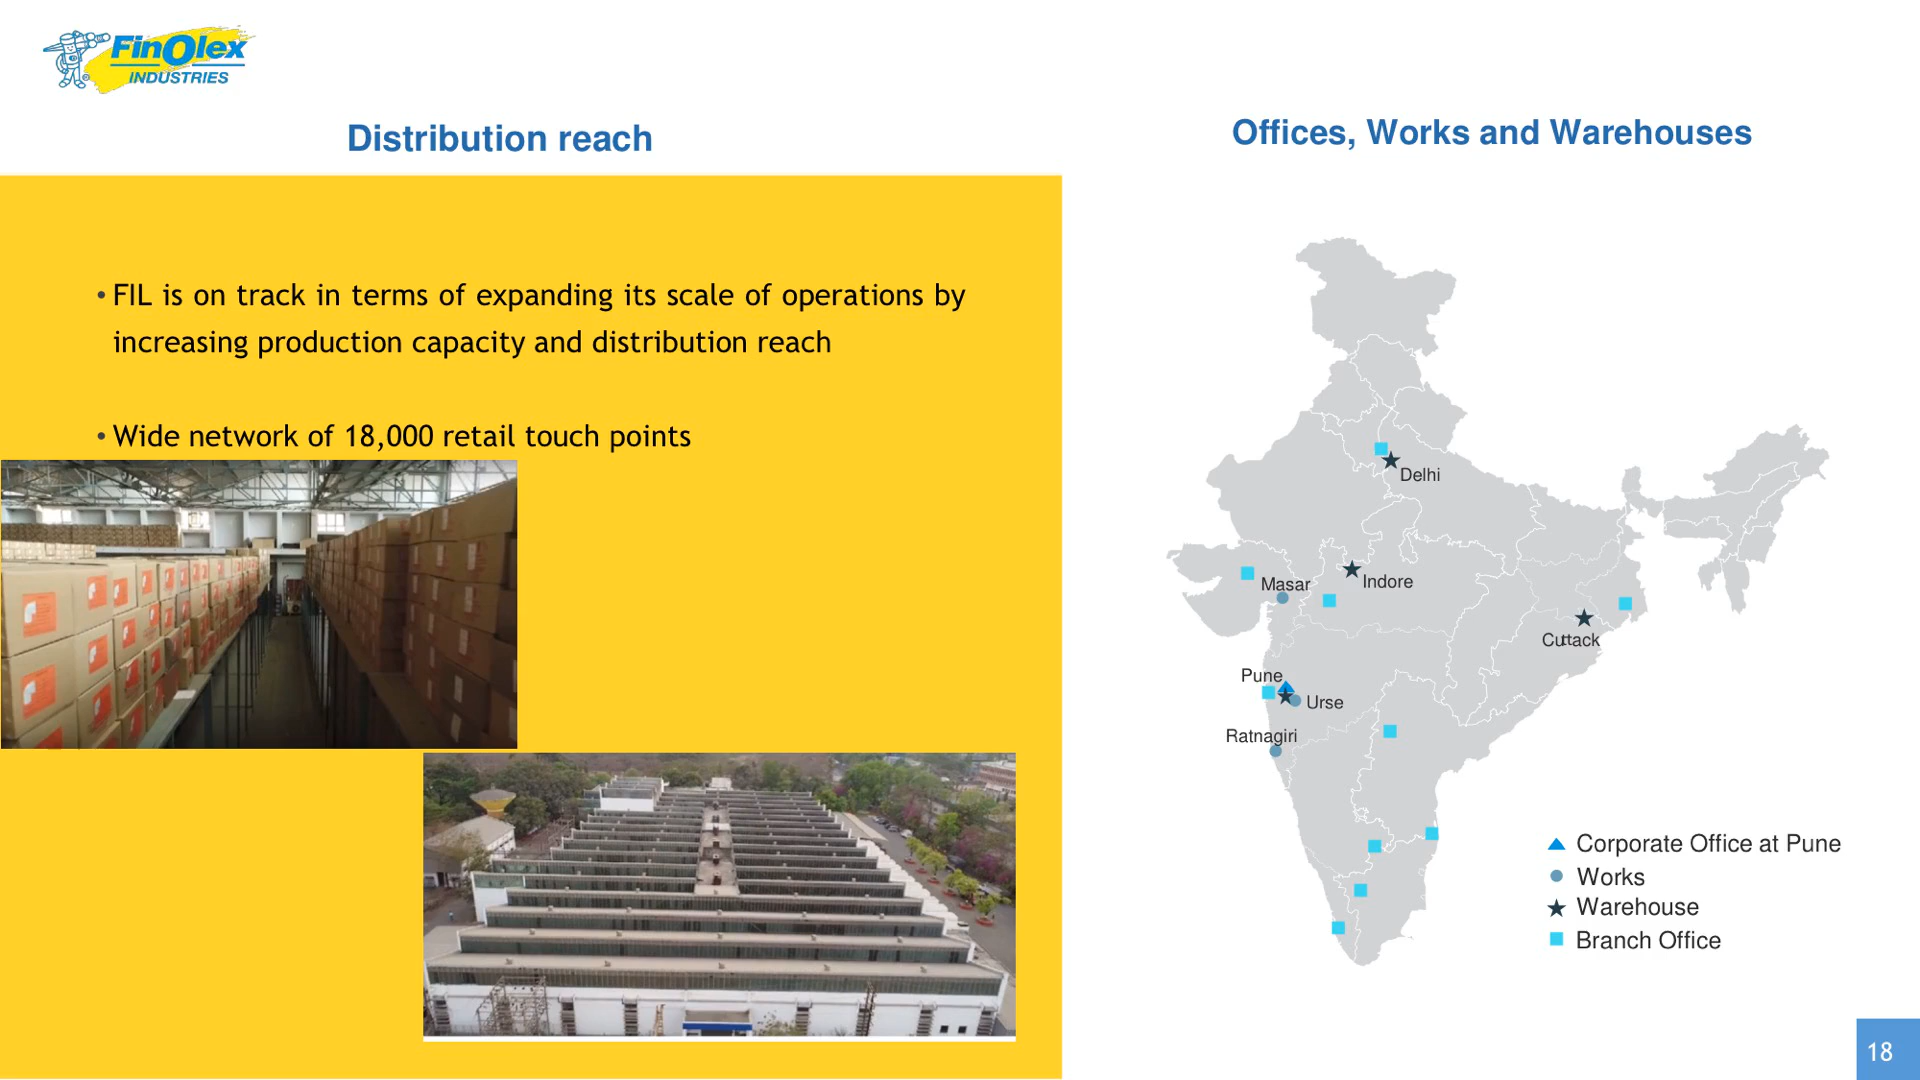 FinOlex
INDUSTRIES
Distribution reach
Offices, Works and Warehouses
• FIL is on track in terms of expanding its scale of operations by
increasing production capacity and distribution reach
• Wide network of 18,000 retail touch points
Delhi
Masar
Indore
Cuttack
Pune
Urse
Ratnagiri
Corporate Office at Pune
Works
Warehouse
Branch Office
18